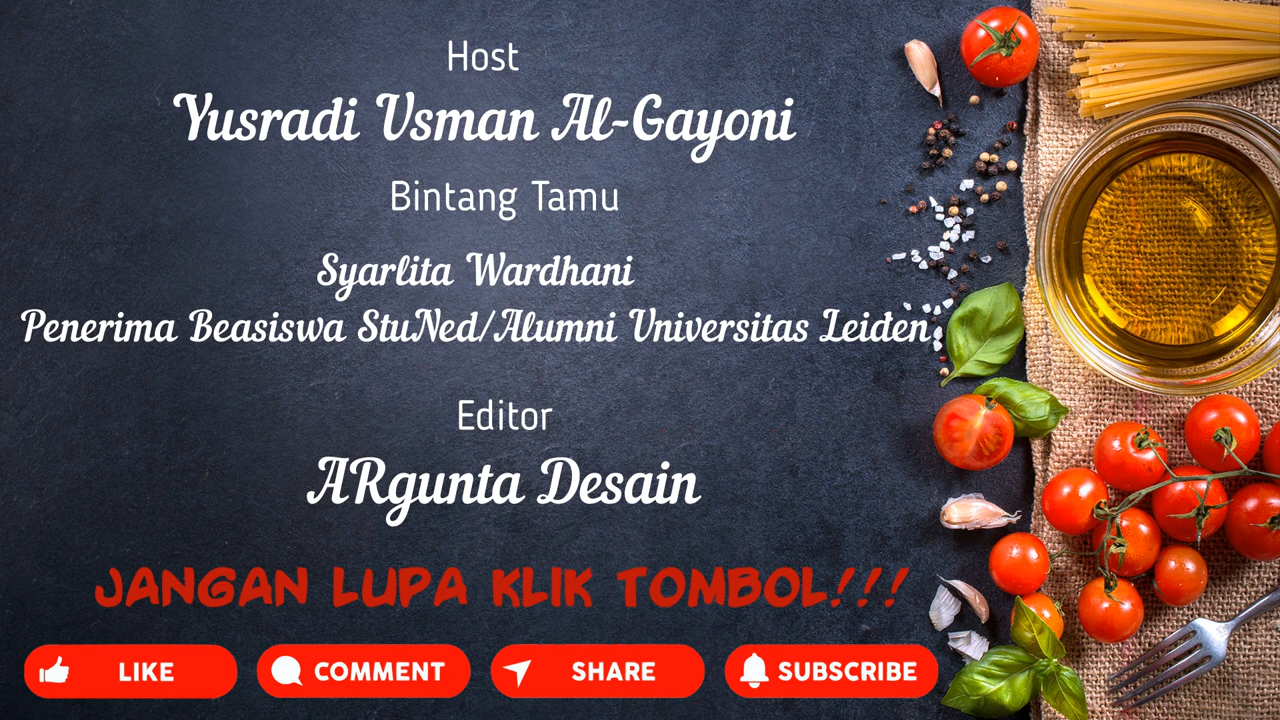 Host
Yusradi Usman Al-Gayoni
Bintang Tamu
Syarlita Wardhani
Penerima Beasiswa StuNed/Alumni Universitas Leiden
Editor
ARgunta Desain
JANGAN LUPA KLIK TOMBOL!!!
LIKE COMMENT SHARE SUBSCRIBE